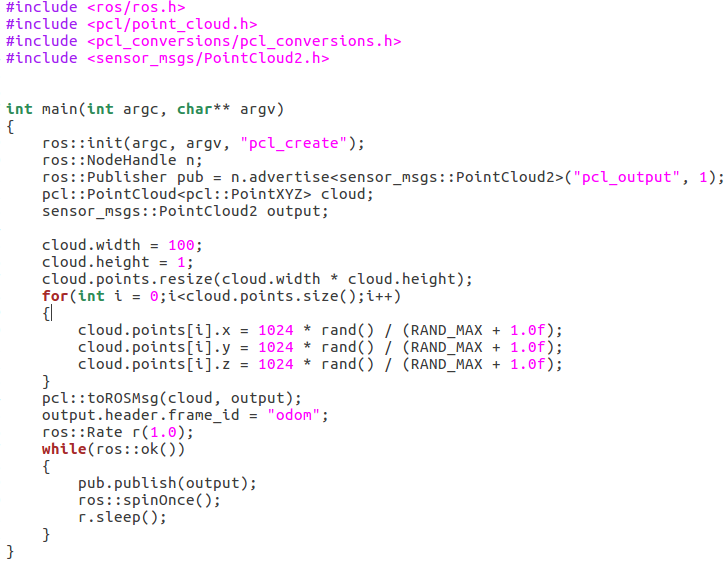 #include <ros/ros.h>
#include <pcl/point_cloud.h>
#include <pcl_conversions/pcl_conversions.h>
#include <sensor_msgs/PointCloud2.h>
int main(int argc, char** argv)
{
    ros::init(argc, argv, "pcl_create");
    ros::NodeHandle n;
    ros::Publisher pub = n.advertise<sensor_msgs::PointCloud2>("pcl_output", 1);
    pcl::PointCloud<pcl::PointXYZ> cloud;
    sensor_msgs::PointCloud2 output;
    cloud.width = 100;
    cloud.height = 1;
    cloud.points.resize(cloud.width * cloud.height);
    for(int i = 0;i<cloud.points.size();i++)
    {
        cloud.points[i].x = 1024 * rand() / (RAND_MAX + 1.0f);
        cloud.points[i].y = 1024 * rand() / (RAND_MAX + 1.0f);
        cloud.points[i].z = 1024 * rand() / (RAND_MAX + 1.0f);
    }
    pcl::toROSMsg(cloud, output);
    output.header.frame_id = "odom";
    ros::Rate r(1.0);
    while(ros::ok())
    {
        pub.publish(output);
        ros::spinOnce();
        r.sleep();
    }
}